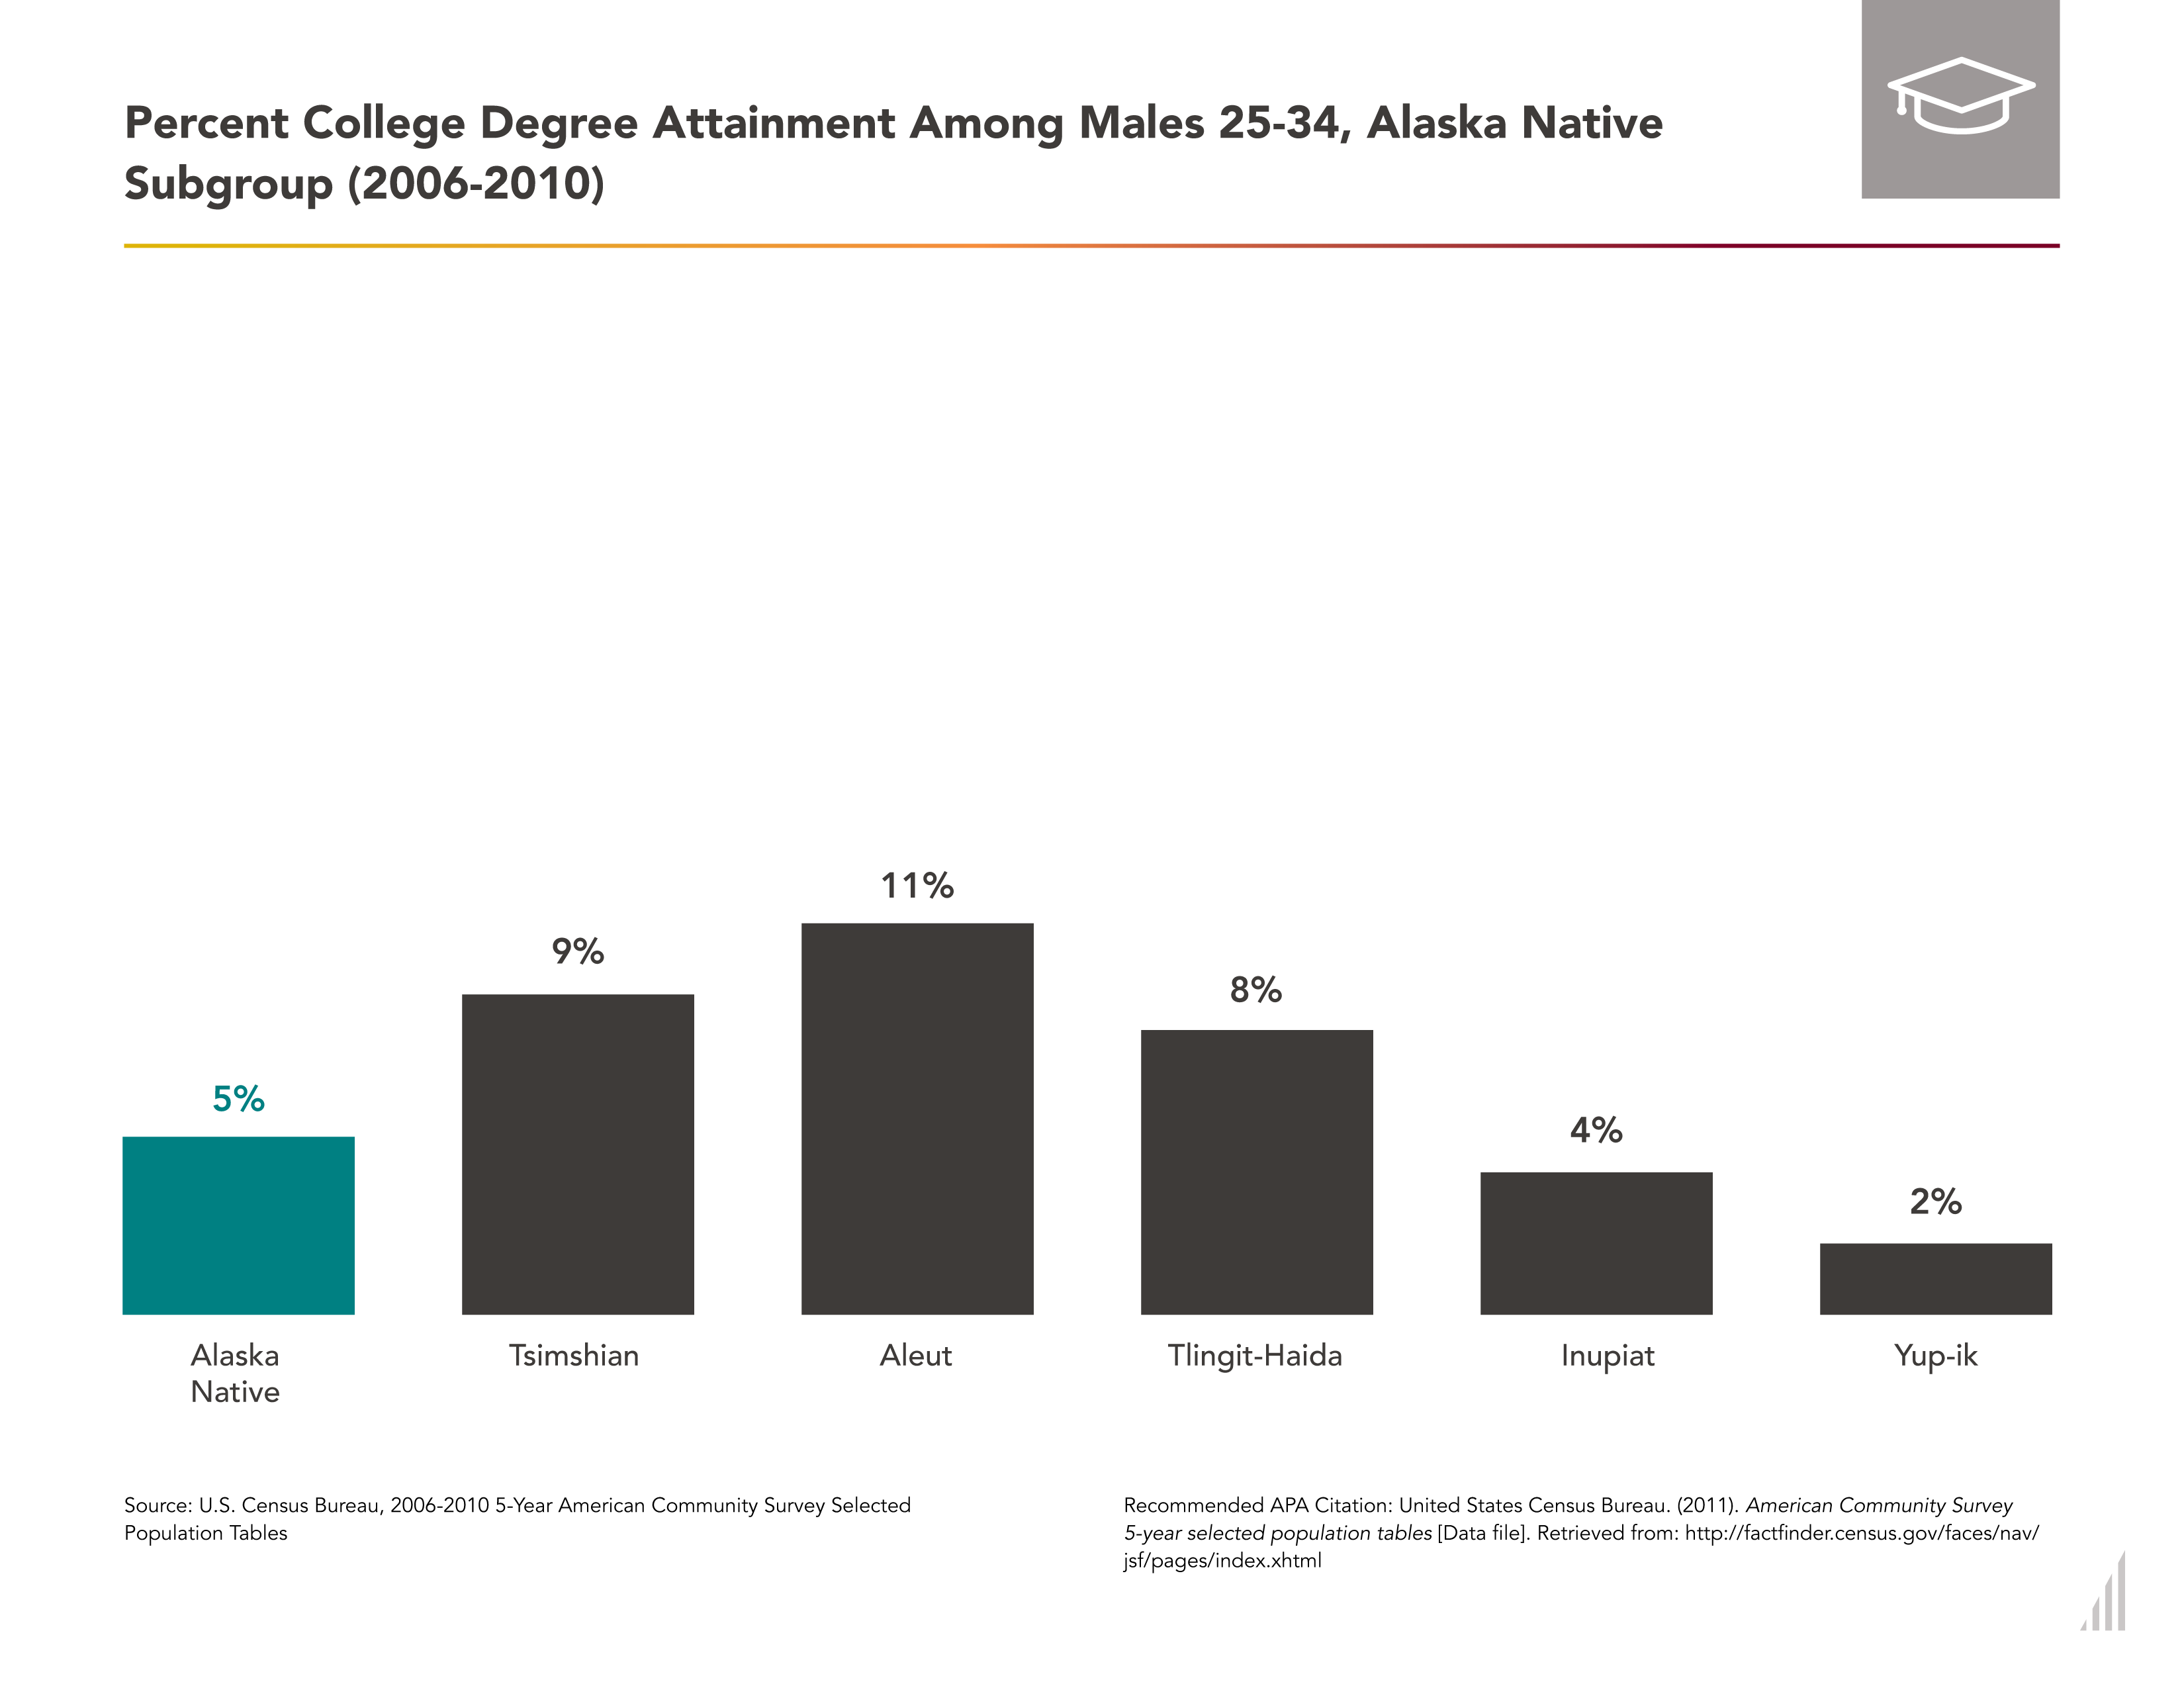 Percent College Degree Attainment Among Males 25-34, Alaska Native
Subgroup (2006-2010)
11%
9%
8%
5%
4%
2%
Alaska
Native
Tsimshian
Aleut
Tlingit-Haida
Inupiat
Yup-ik
Source: U.S. Census Bureau, 2006-2010 5-Year American Community Survey Selected
Population Tables
Recommended APA Citation: United States Census Bureau. (2011). American Community Survey
5-year selected population tables [Data file]. Retrieved from: http://factfinder.census.gov/faces/nav/
jsf/pages/index.xhtml